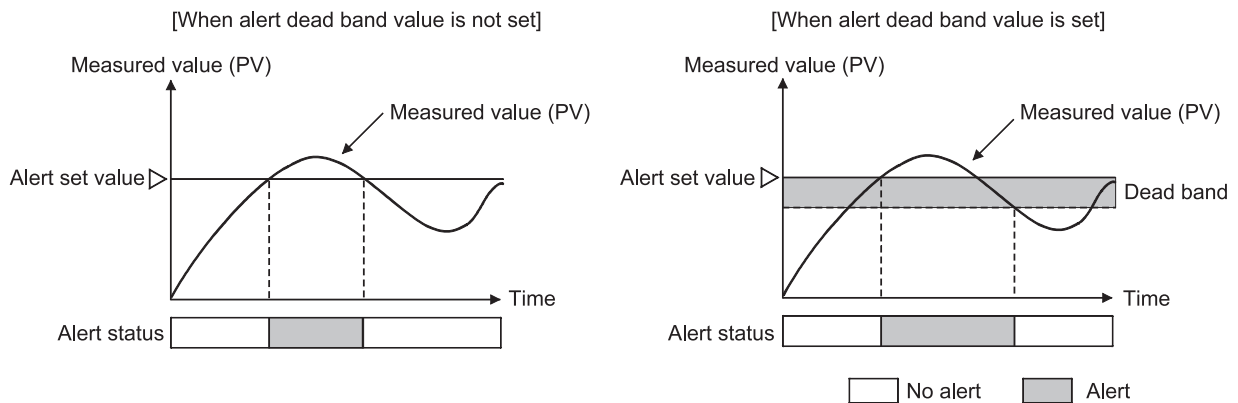 [When alert dead band value is not set]
Measured value (PV)
Measured value (PV)
Alert set value
Time
Alert status
[When alert dead band value is set]
Measured value (PV)
Measured value (PV)
Alert set value
Dead band
Time
Alert status
No alert
Alert